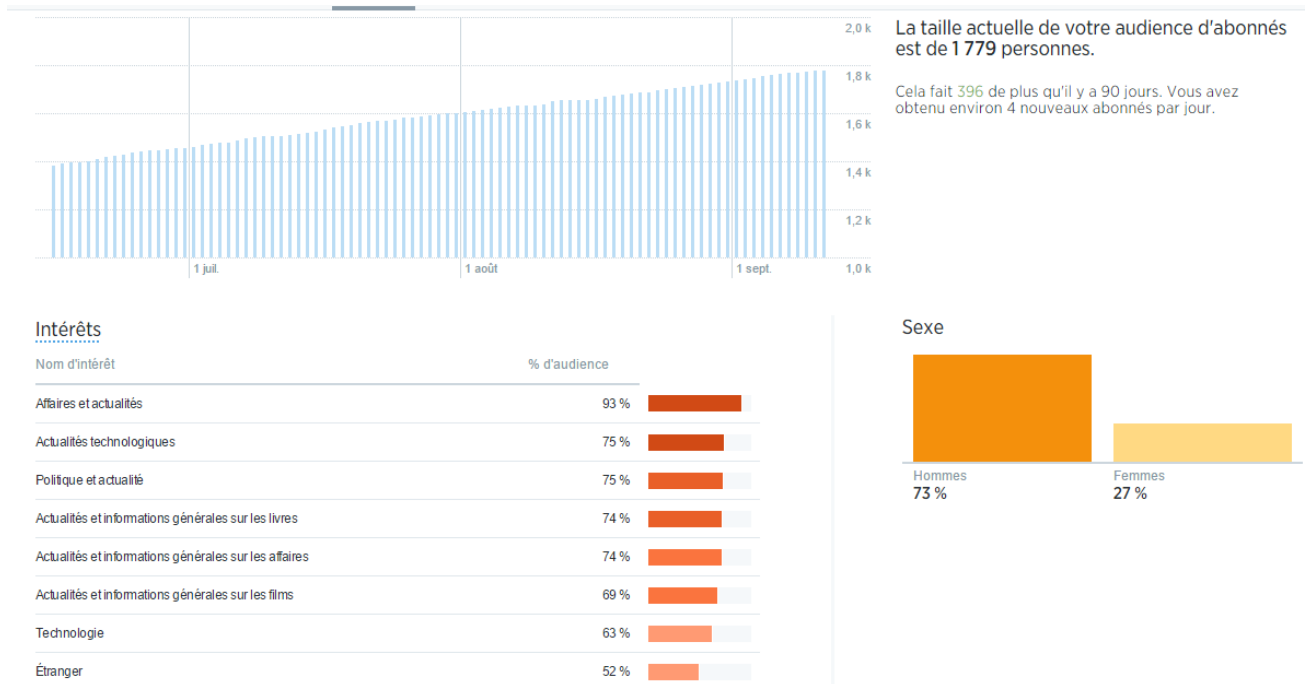 2,0 k
1,8 k
1,6 k
1,4 k
1,2 k
1,0 k
1 juil.
1 août
1 sept.
La taille actuelle de votre audience d'abonnés
est de 1 779 personnes.
Cela fait 396 de plus qu'il y a 90 jours. Vous avez
obtenu environ 4 nouveaux abonnés par jour.
Intérêts
Nom d'intérêt % d'audience
Affaires et actualités 93 %
Actualités technologiques 75 %
Politique et actualité 75 %
Actualités et informations générales sur les livres 74 %
Actualités et informations générales sur les affaires 74 %
Actualités et informations générales sur les films 69 %
Technologie 63 %
Étranger 52 %
Sexe
Hommes Femmes
73 % 27 %